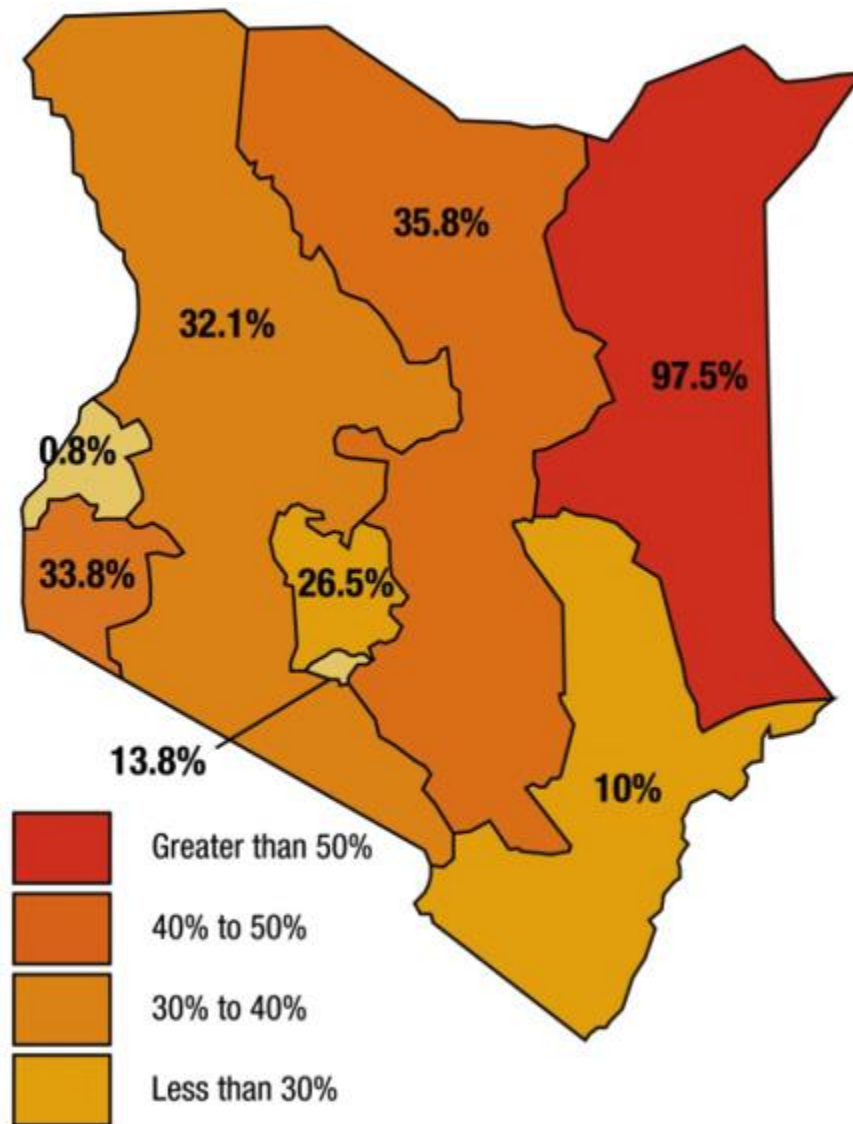 35.8%
32.1%
97.5%
0.8%
33.8%
26.5%
13.8%
10%
Greater than 50%
40% to 50%
30% to 40%
Less than 30%